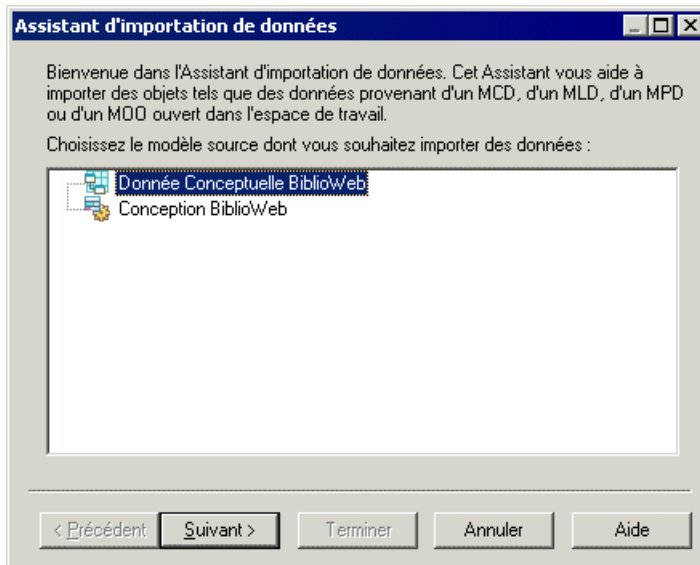 Assistant d'importation de données
Bienvenue dans l'Assistant d'importation de données. Cet Assistant vous aide à
importer des objets tels que des données provenant d'un MCD, d'un MLD, d'un MPD
ou d'un MOO ouvert dans l'espace de travail.
Choisissez le modèle source dont vous souhaitez importer des données :
Donnée Conceptuelle BiblioWeb
Conception BiblioWeb
< Précédent Suivant > Terminer Annuler Aide